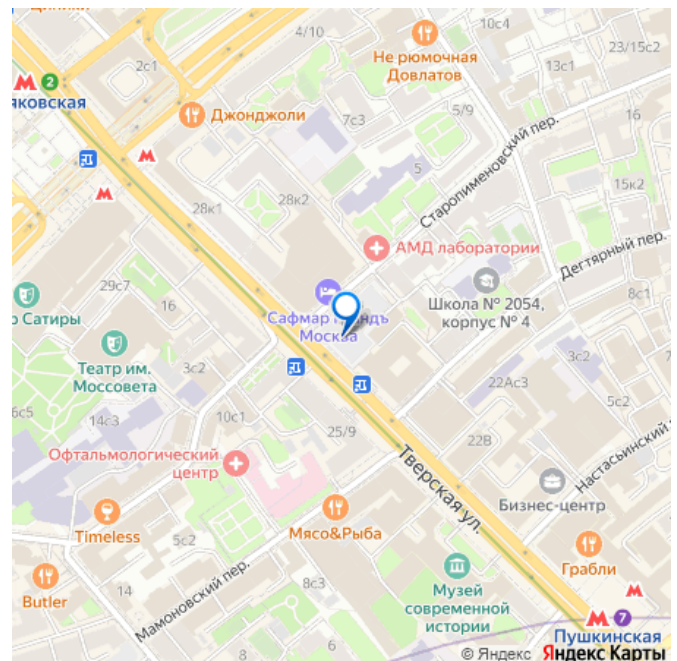 4/10
10с4
23/15с2
2с1
Не рюмочная
Довлатов
13с1
2
яковская
Джонджоли
7с3
5/9
16
5
Старопименовский пер.
15к2
28к1
28к2
АМД лаборатории
Дегтярный пер.
29с7
16
р Сатиры
Сафмар Грандъ
Москва
Школа № 2054,
корпус № 4
8с1
Театр им.
Моссовета
3с2
3с2
22Ас3
5с2
6с5
14с3
10с1
25/9
22В
Офтальмологический
центр
Тверская ул.
Настасьинский
Бизнес-центр
Timeless
5с2
Мясо&Рыба
Грабли
Butler
14
Мамоновский пер.
8с3
Музей
современной
истории
7
Пушкинская
© Яндекс Яндекс Карты